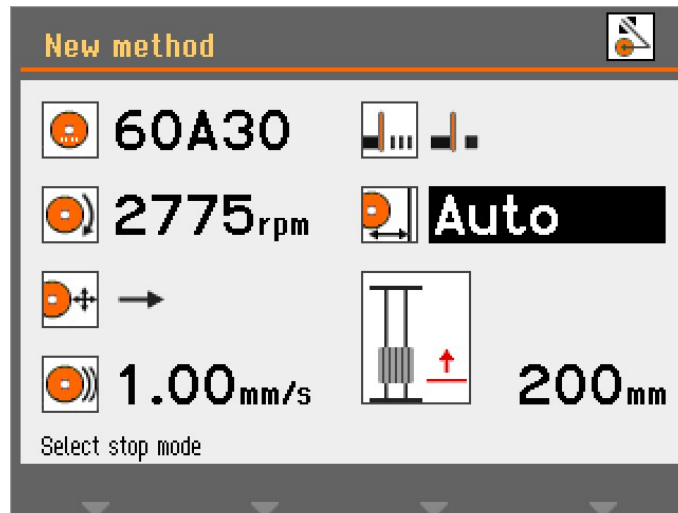 New method
60A30
2775rpm
Auto
1.00mm/s
200mm
Select stop mode